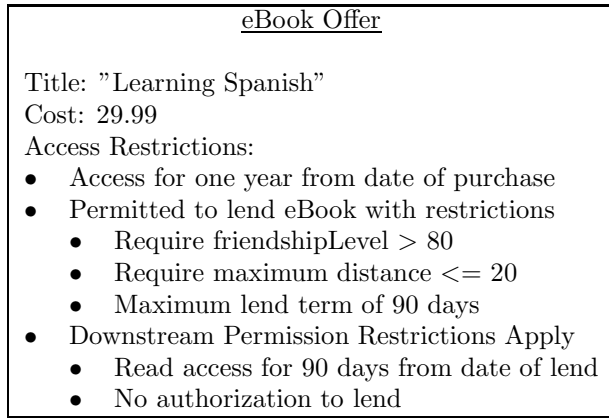 eBook Offer
Title: ”Learning Spanish”
Cost: 29.99
Access Restrictions:
• Access for one year from date of purchase
• Permitted to lend eBook with restrictions
• Require friendshipLevel > 80
• Require maximum distance <= 20
• Maximum lend term of 90 days
• Downstream Permission Restrictions Apply
• Read access for 90 days from date of lend
• No authorization to lend